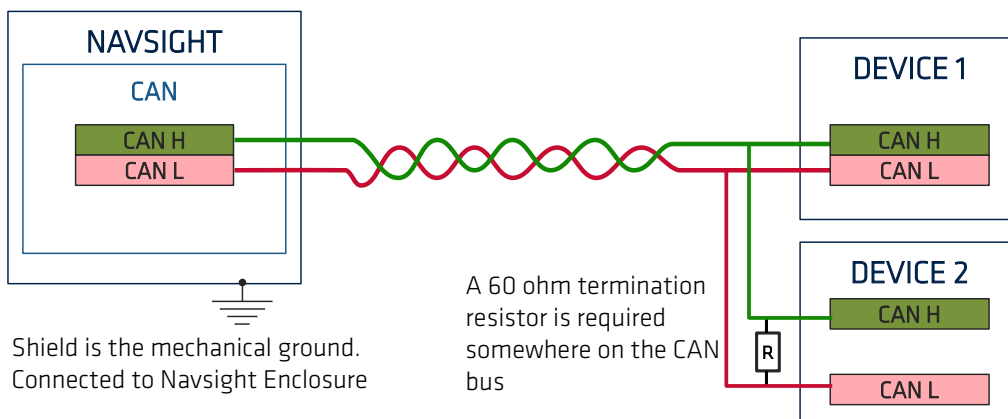 NAVSIGHT
CAN
CAN H
CAN L
Shield is the mechanical ground.
Connected to Navsight Enclosure
A 60 ohm termination
resistor is required
somewhere on the CAN
bus
DEVICE 1
CAN H
CAN L
DEVICE 2
CAN H
R
CAN L